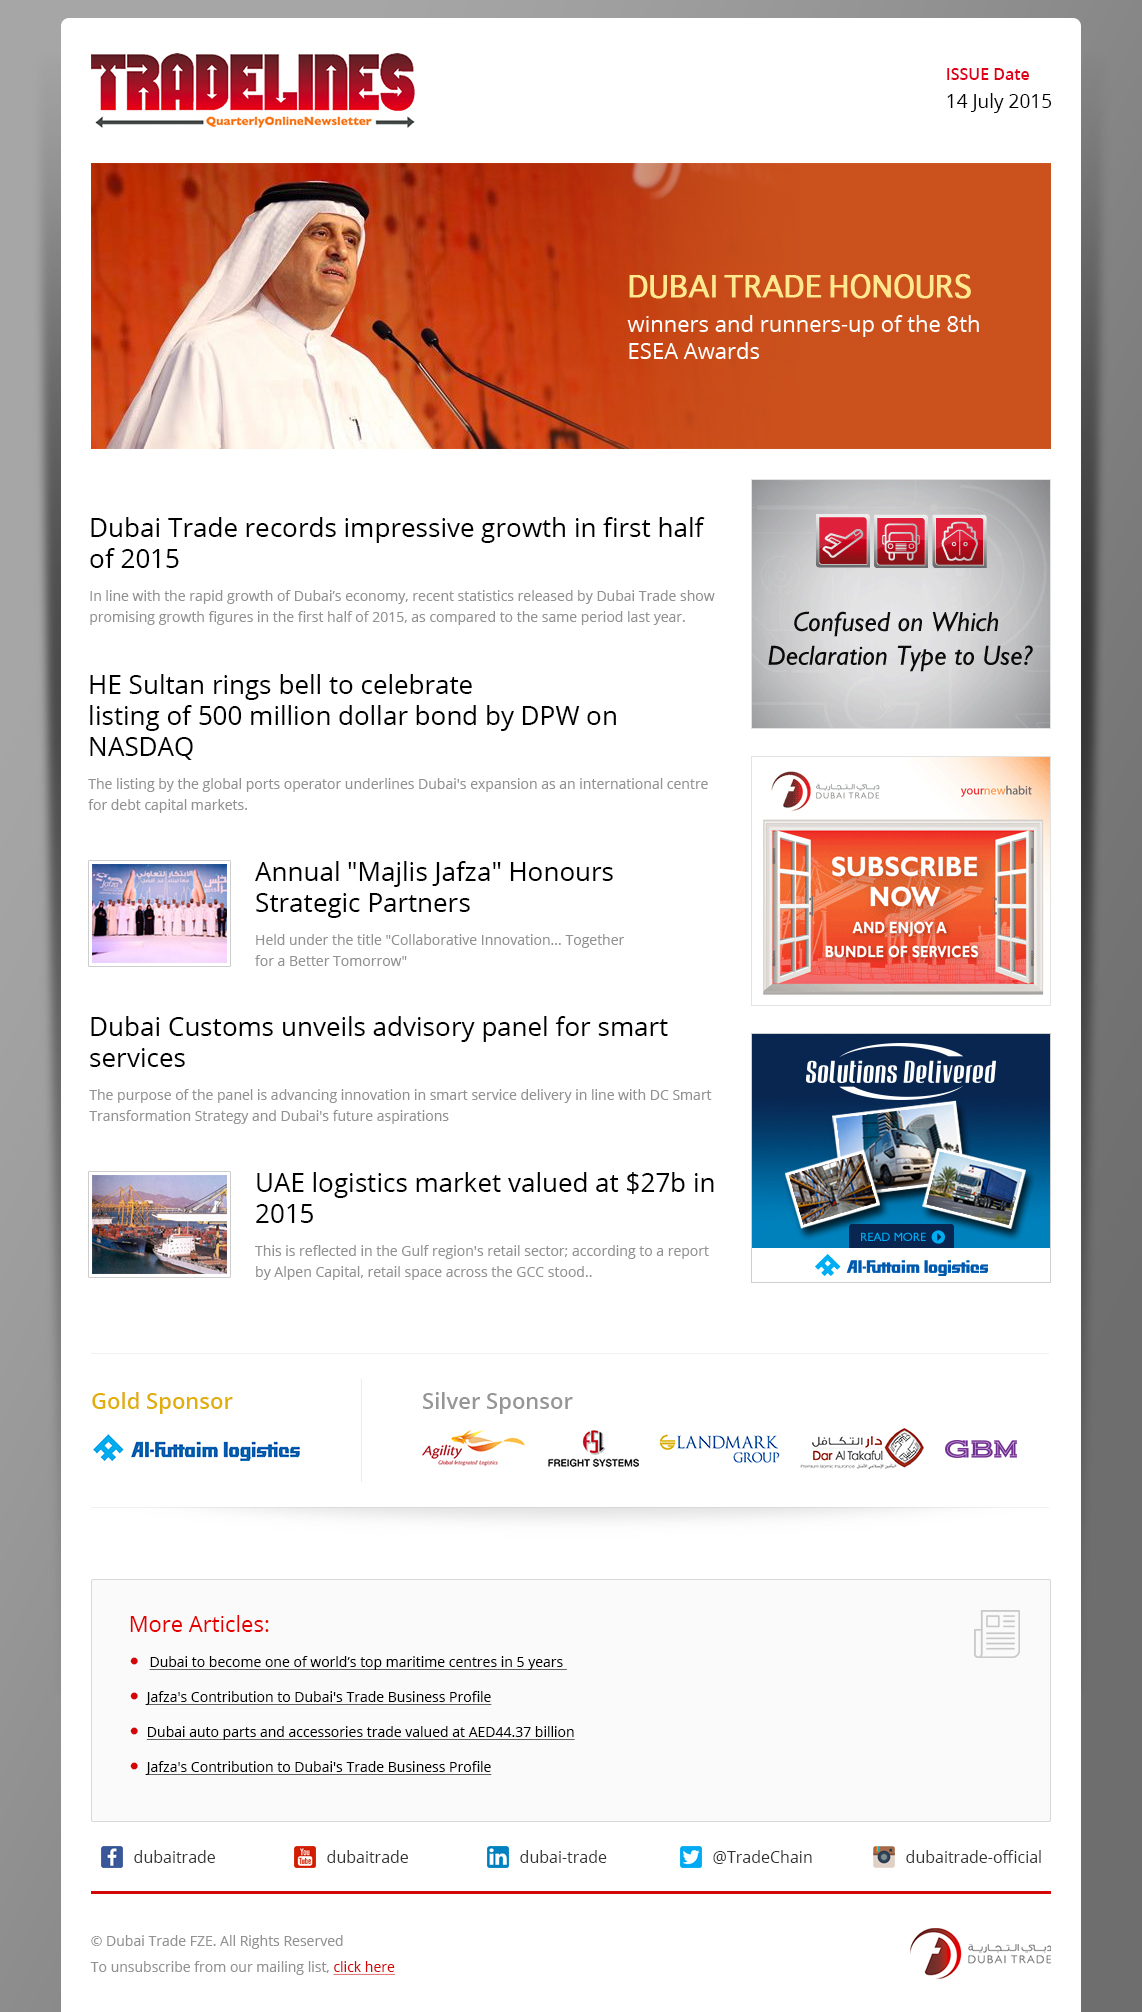 TRADELINES
QuarterlyOnlineNewsletter
ISSUE Date
14 July 2015
DUBAI TRADE HONOURS
winners and runners-up of the 8th
ESEA Awards
Dubai Trade records impressive growth in first half
of 2015
In line with the rapid growth of Dubai's economy, recent statistics released by Dubai Trade show
promising growth figures in the first half of 2015, as compared to the same period last year.
HE Sultan rings bell to celebrate
listing of 500 million dollar bond by DPW on
NASDAQ
The listing by the global ports operator underlines Dubai's expansion as an international centre
for debt capital markets.
Annual "Majlis Jafza" Honours
Strategic Partners
Held under the title "Collaborative Innovation... Together
for a Better Tomorrow"
Dubai Customs unveils advisory panel for smart
services
The purpose of the panel is advancing innovation in smart service delivery in line with DC Smart
Transformation Strategy and Dubai's future aspirations
UAE logistics market valued at $27b in
2015
This is reflected in the Gulf region's retail sector; according to a report
by Alpen Capital, retail space across the GCC stood..
Confused on Which
Declaration Type to Use?
دبي التجارية
DUBAI TRADE
yournewhabit
SUBSCRIBE
NOW
AND ENJOY A
BUNDLE OF SERVICES
Solutions Delivered
READ MORE
Al-Futtaim logistics
Gold Sponsor
Al-Futtaim logistics
Silver Sponsor
Agility
Global Integrated Logistics
FSL
FREIGHT SYSTEMS
LANDMARK
GROUP
دار التكافل
Dar Al Takaful
Premium Islamic Insurance
GBM
More Articles:
Dubai to become one of world's top maritime centres in 5 years
Jafza's Contribution to Dubai's Trade Business Profile
Dubai auto parts and accessories trade valued at AED44.37 billion
Jafza's Contribution to Dubai's Trade Business Profile
dubaitrade
You Tube
dubaitrade
in
dubai-trade
@TradeChain
dubaitrade-official
© Dubai Trade FZE. All Rights Reserved
To unsubscribe from our mailing list, click here
دبي التجارية
DUBAI TRADE